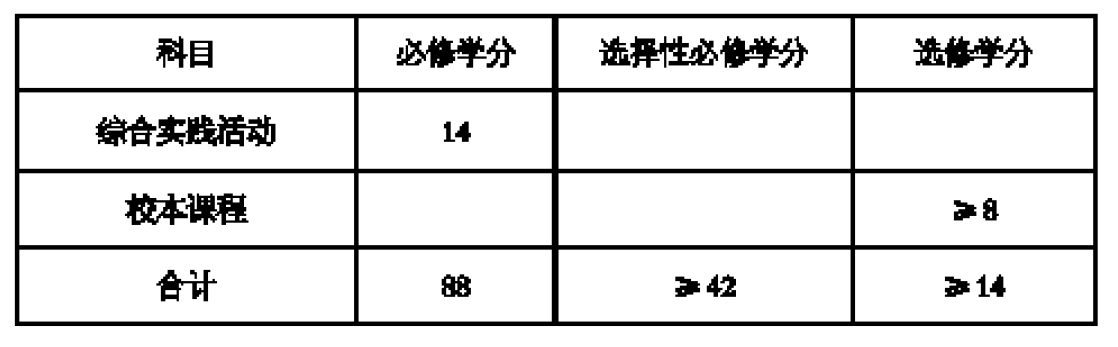 科目 必修学分 选择性必修学分 选修学分
综合实践活动 14
校本课程 ⩾8
合计 88 ⩾42 ⩾14